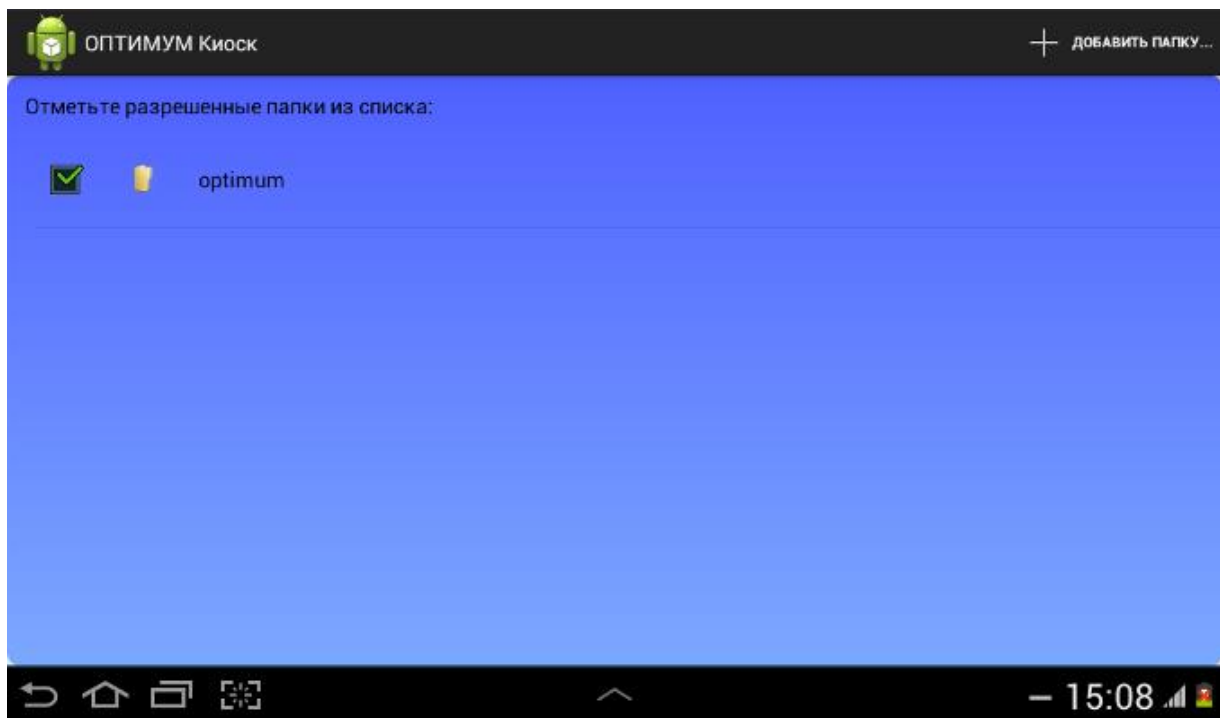 ОПТИМУМ Киоск
ДОБАВИТЬ ПАПКУ...
Отметьте разрешенные папки из списка:
optimum
15:08